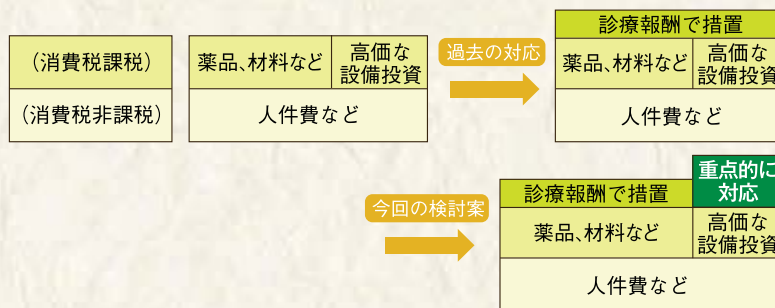 (消費税課税)
薬品、材料など
高価な
設備投資
(消費税非課税)
人件費など
過去の対応
診療報酬で措置
薬品、材料など
高価な
設備投資
人件費など
今回の検討案
重点的に
対応
診療報酬で措置
薬品、材料など
高価な
設備投資
人件費など